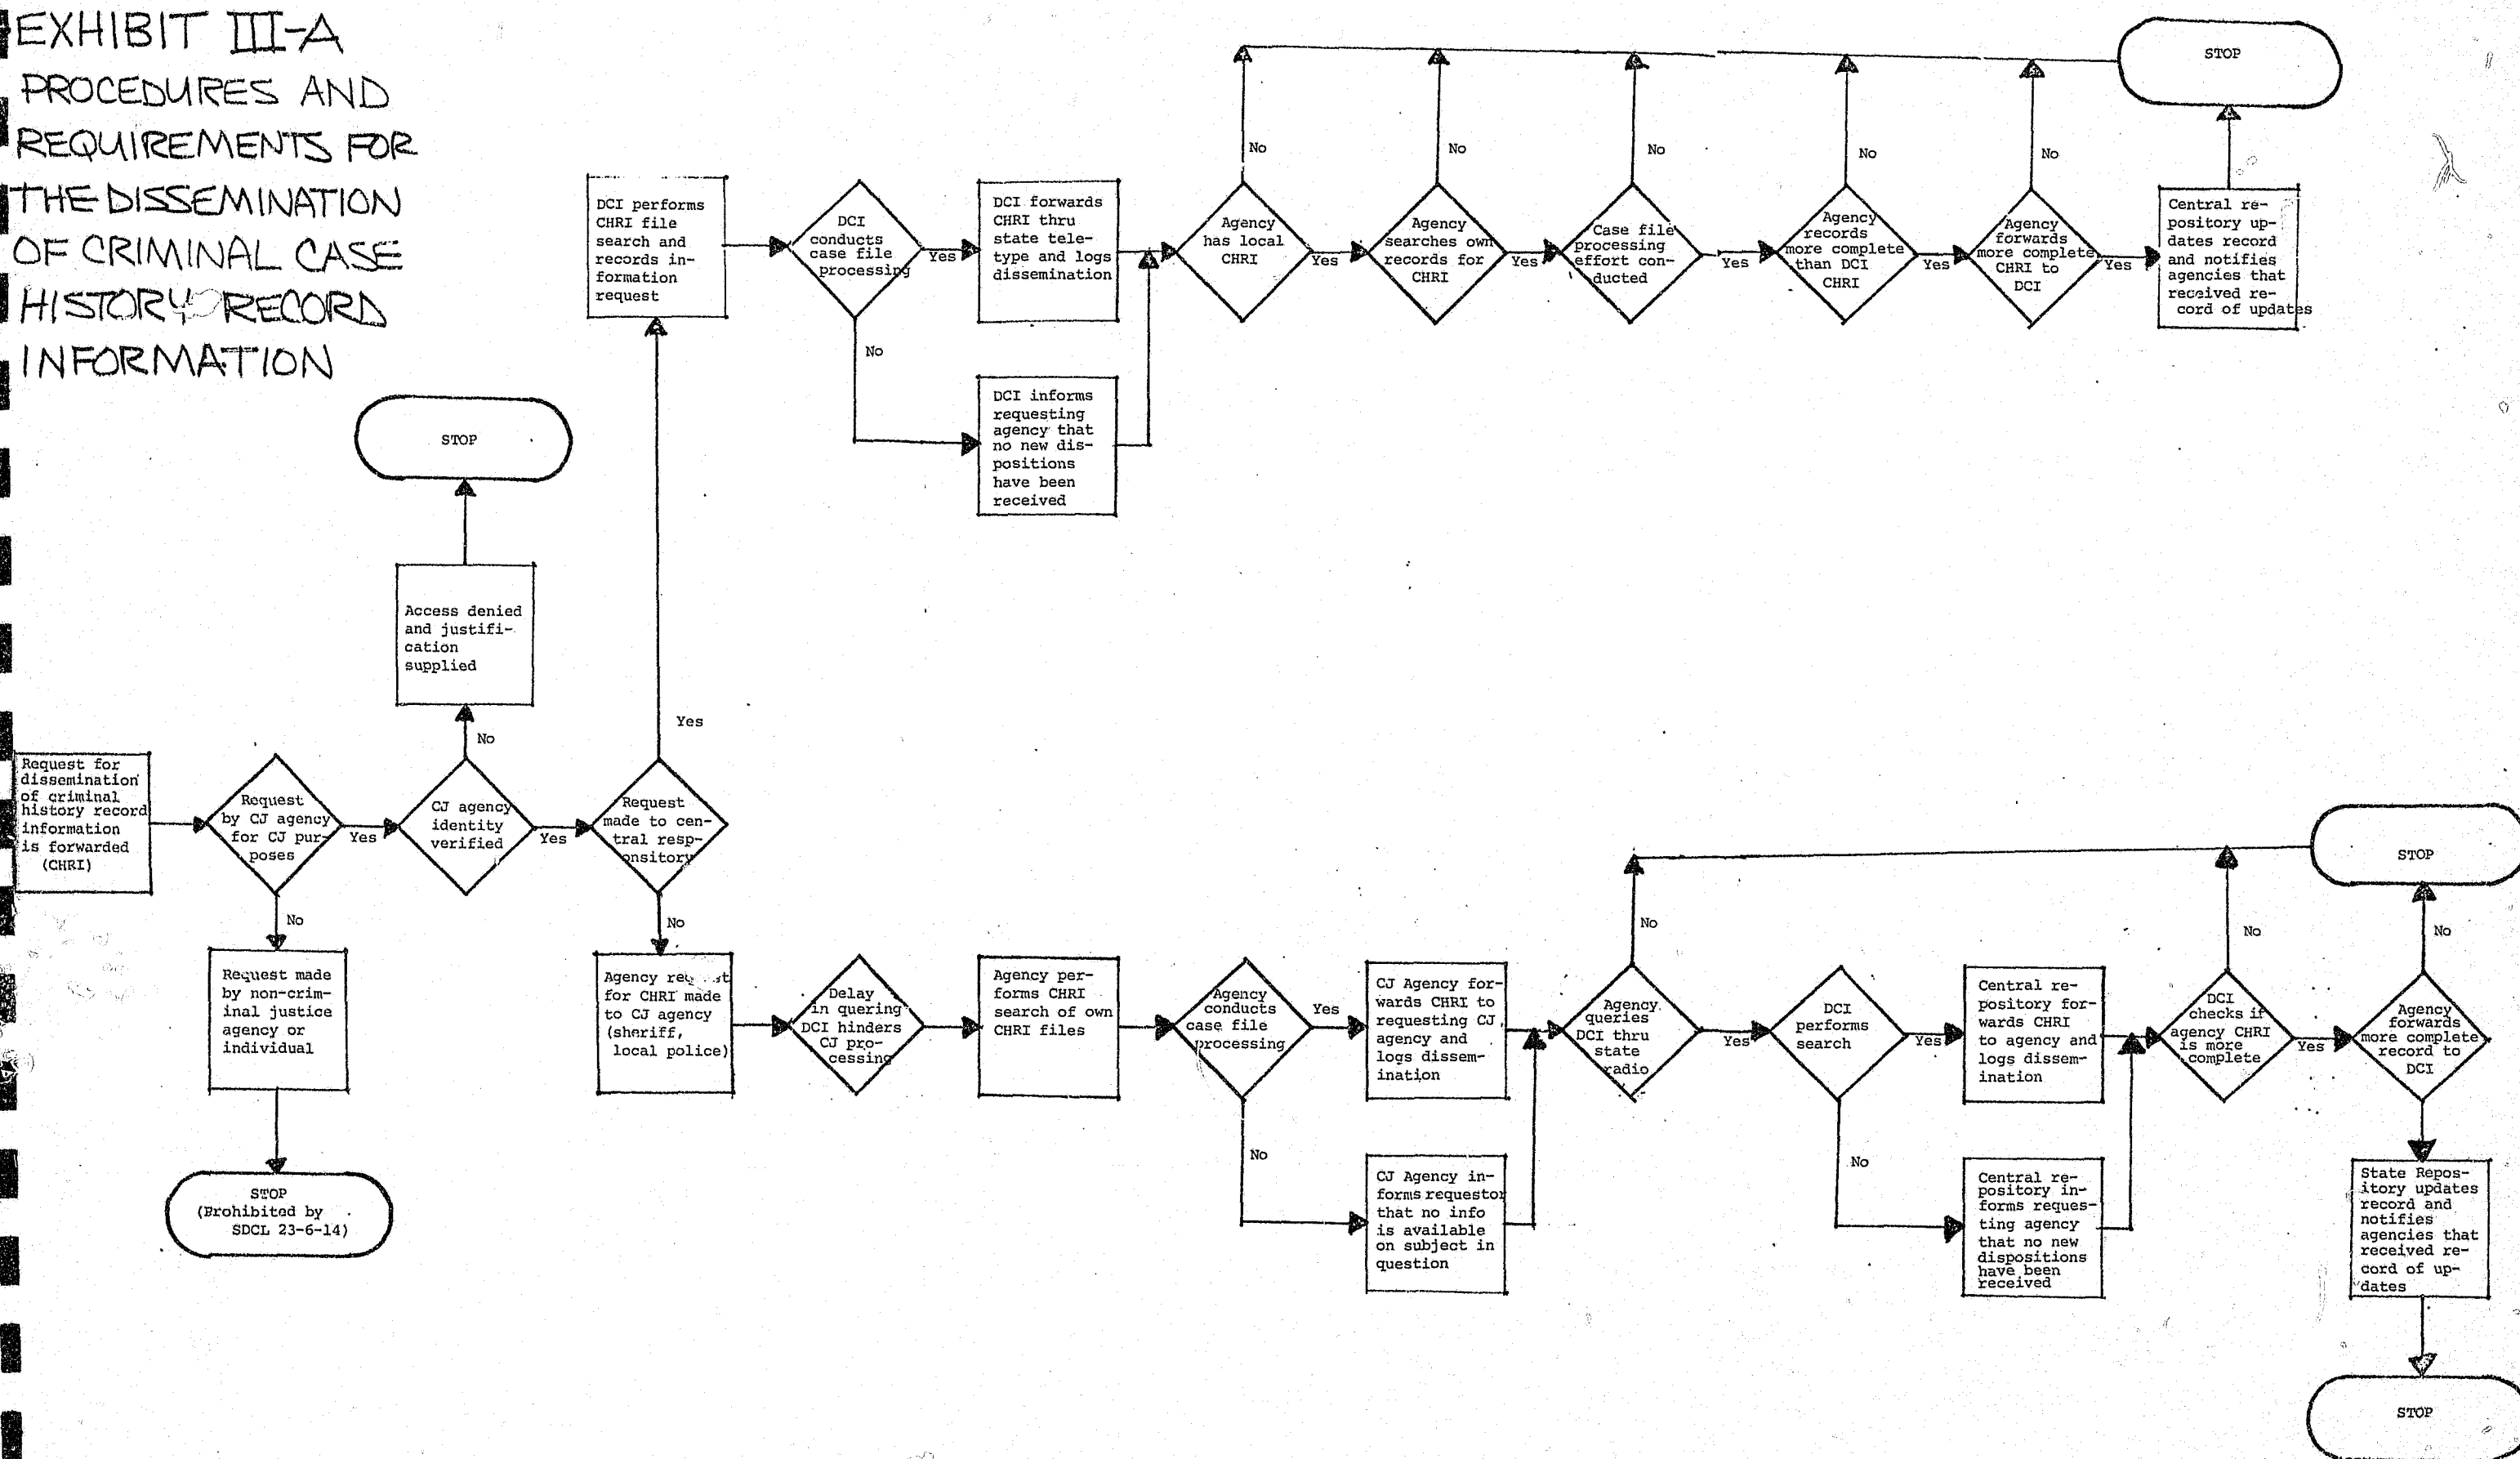 EXHIBIT III-A
PROCEDURES AND
REQUIREMENTS FOR
THE DISSEMINATION
OF CRIMINAL CASE
HISTORY RECORD
INFORMATION
STOP
No
No
No
No
No
DCI performs
CHRI file
search and
records in-
formation
request
DCI
conducts
case file
processing
Yes
DCI forwards
CHRI thru
state tele-
type and logs
dissemination
Agency
has local
CHRI
Yes
Agency
searches own
records for
CHRI
Yes
Case file
processing
effort con-
ducted
Yes
Agency
records
more complete
than DCI
CHRI
Yes
Agency
forwards
more complete
CHRI to
DCI
Yes
Central re-
pository up-
dates record
and notifies
agencies that
received re-
cord of updates
No
DCI informs
requesting
agency that
no new dis-
positions
have been
received
STOP
Access denied
and justifi-
cation
supplied
No
Yes
Request for
dissemination
of criminal
history record
information
is forwarded
(CHRI)
Request
by CJ agency
for CJ pur-
poses
Yes
CJ agency
identity
verified
Yes
Request
made to cen-
tral resp-
onsitory
No
Request made
by non-crim-
inal justice
agency or
individual
STOP
(Prohibited by
SDCL 23-6-14)
No
Agency
for CHRI made
to CJ agency
(sheriff,
local police)
Delay
in quering
DCI hinders
CJ pro-
cessing
Agency per-
forms CHRI
search of own
CHRI files
Agency
conducts
case file
processing
Yes
CJ Agency for-
wards CHRI to
requesting CJ
agency and
logs dissem-
ination
No
CJ Agency in-
forms requestor
that no info
is available
on subject in
question
Agency
queries
DCI thru
state
radio
No
Yes
DCI
performs
search
Yes
Central re-
pository for-
wards CHRI
to agency and
logs dissem-
ination
No
Central re-
pository in-
forms reques-
ting agency
that no new
dispositions
have been
received
DCI
checks if
agency CHRI
is more
complete
No
Yes
STOP
No
Agency
forwards
more complete
record to
DCI
State Repos-
itory updates
record and
notifies
agencies that
received re-
cord of up-
dates
STOP